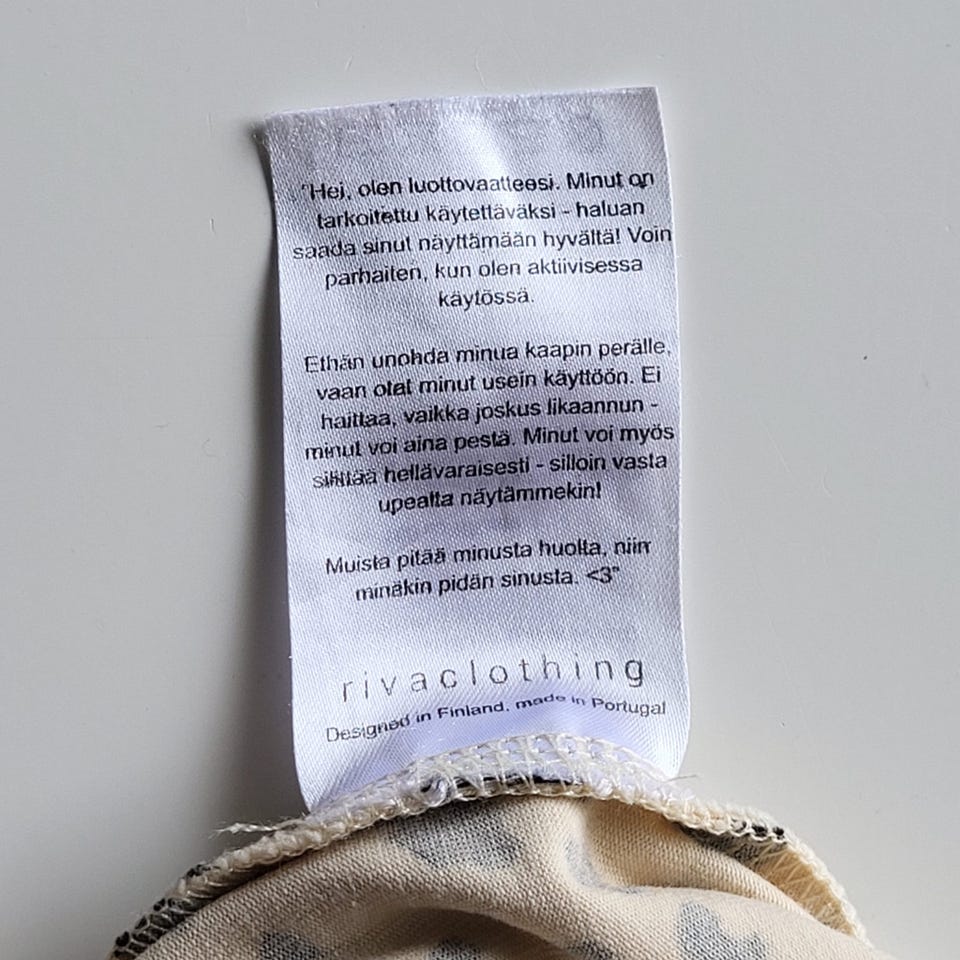 "Hei, olen luottovaatteesi. Minut on
tarkoitettu käytettäväksi - haluan
saada sinut näyttämään hyvältä! Voin
parhaiten, kun olen aktiivisessa
käytössä.
Ethän unohda minua kaapin perälle,
vaan otat minut usein käyttöön. Ei
haittaa, vaikka joskus likaannun -
minut voi aina pestä. Minut voi myös
silittää hellävaraisesti - silloin vasta
upealta näytämmekin!
Muista pitää minusta huolta, niin
minäkin pidän sinusta. <3"
rivaclothing
Designed in Finland. made in Portugal